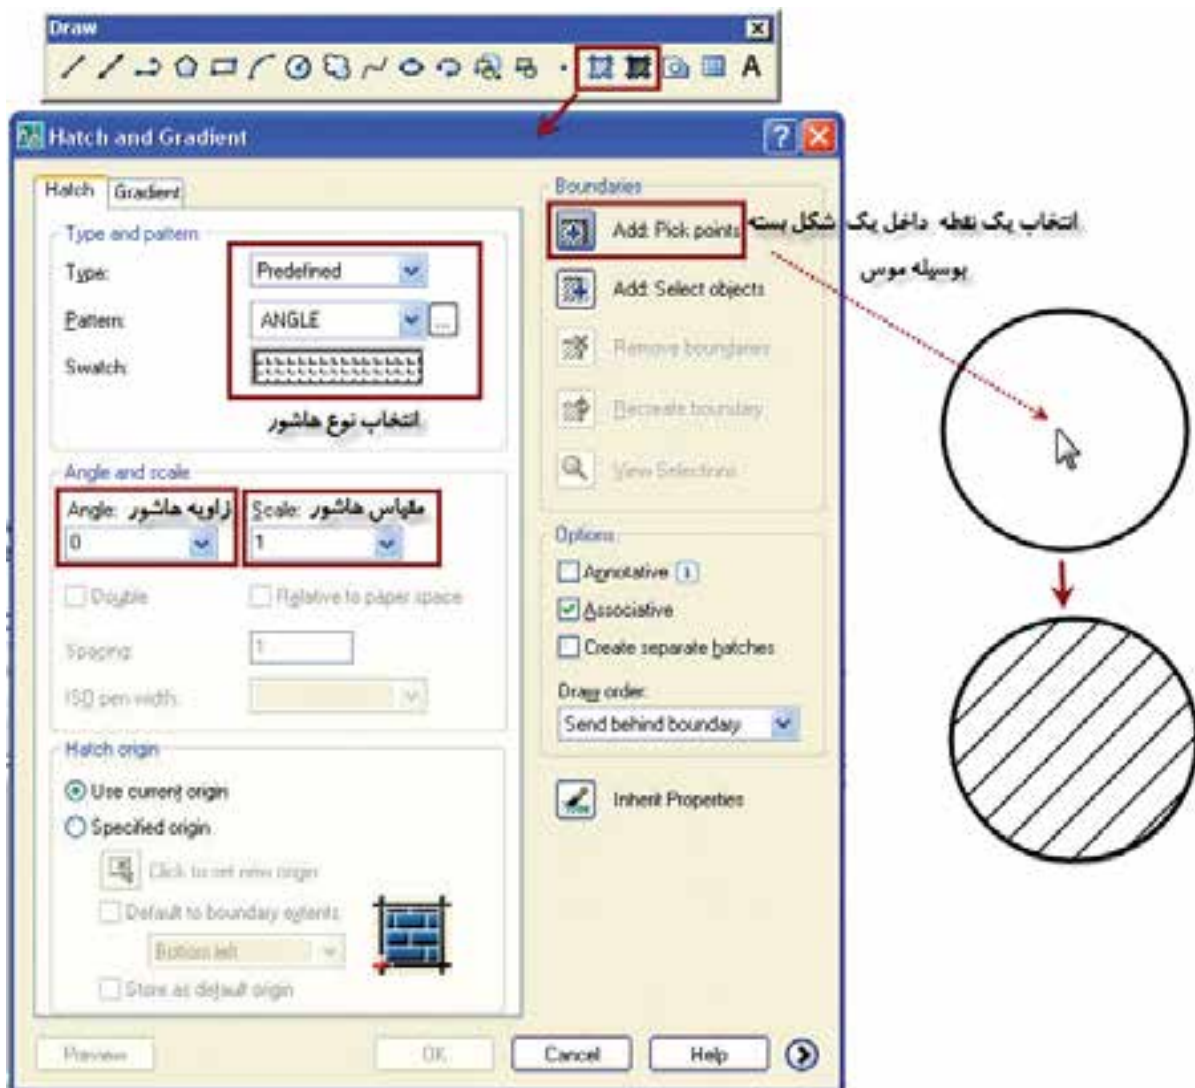 Draw
A
Hatch and Gradient
Hatch
Gradient
Type and pattern
Type:
Predefined
Pattern:
ANGLE
...
Swatch:
انتخاب نوع هاشور
Angle and scale
Angle: زاویه هاشور
0
Scale: مقیاس هاشور
1
Double
Relative to paper space
Spacing:
1
ISO pen width:
Hatch origin
Use current origin
Specified origin
Click to set new origin
Default to boundary extents
Bottom left
Store as default origin
Preview
Boundaries
Add: Pick points
Add: Select objects
Remove boundaries
Recreate boundary
View Selections
Options
Annotative
Associative
Create separate hatches
Draw order:
Send behind boundary
Inherit Properties
OK
Cancel
Help
انتخاب یک نقطه داخل یک شکل بسته
بوسیله موس